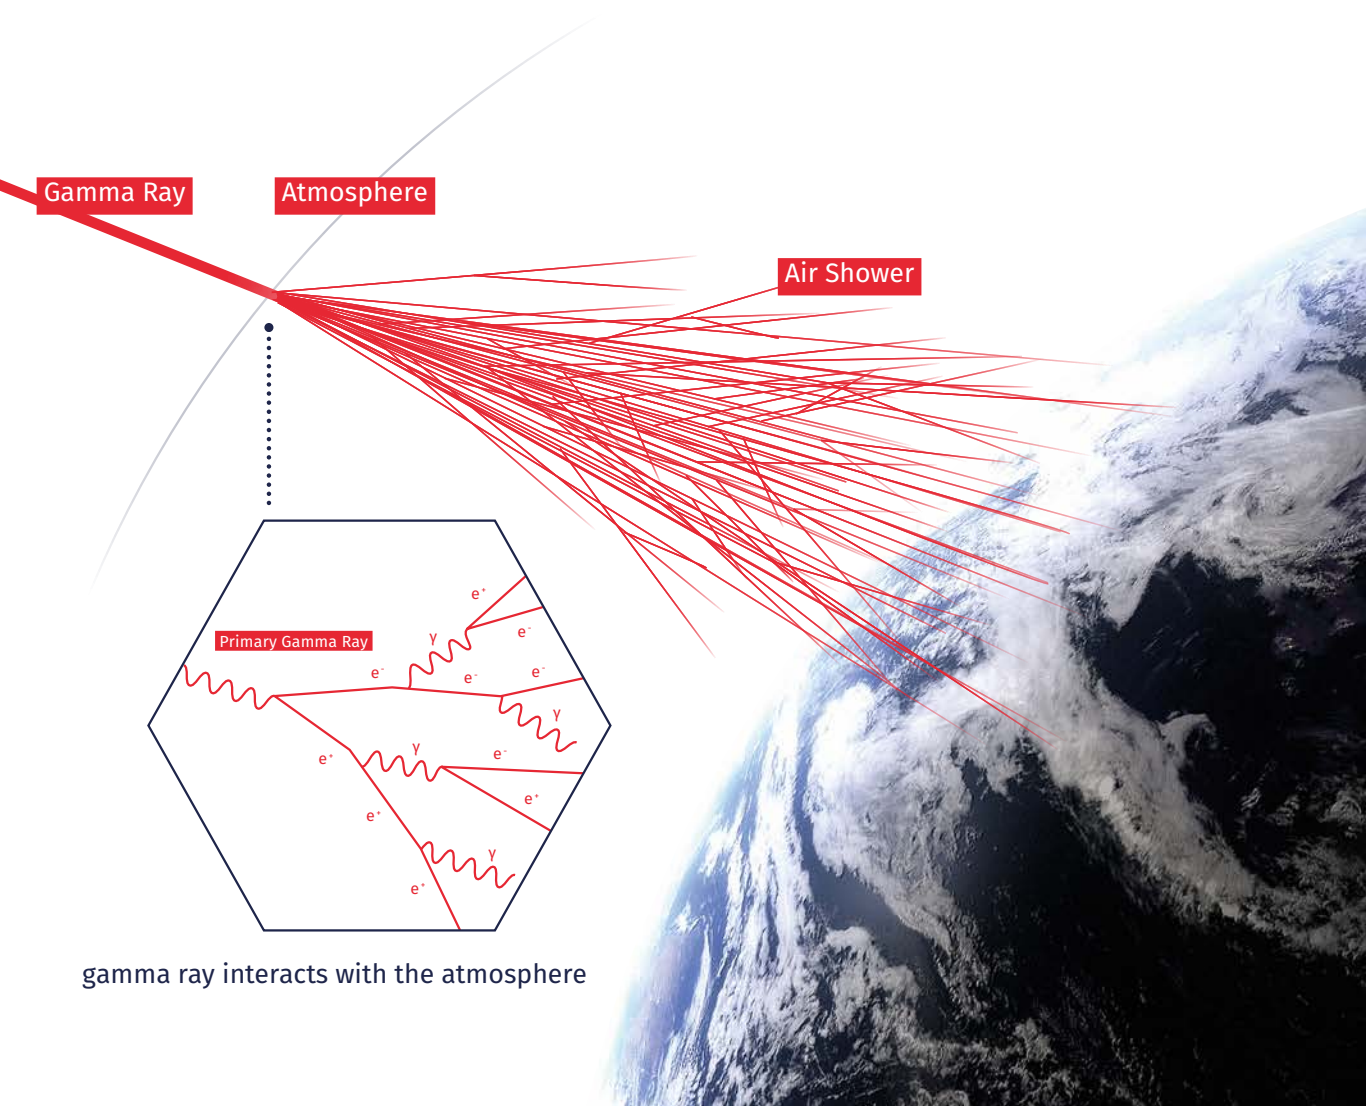 Gamma Ray
Atmosphere
Air Shower
e⁺
Primary Gamma Ray
γ
e⁻
e⁻
e⁻
e⁻
γ
e⁺
γ
e⁻
e⁺
e⁺
γ
e⁺
gamma ray interacts with the atmosphere